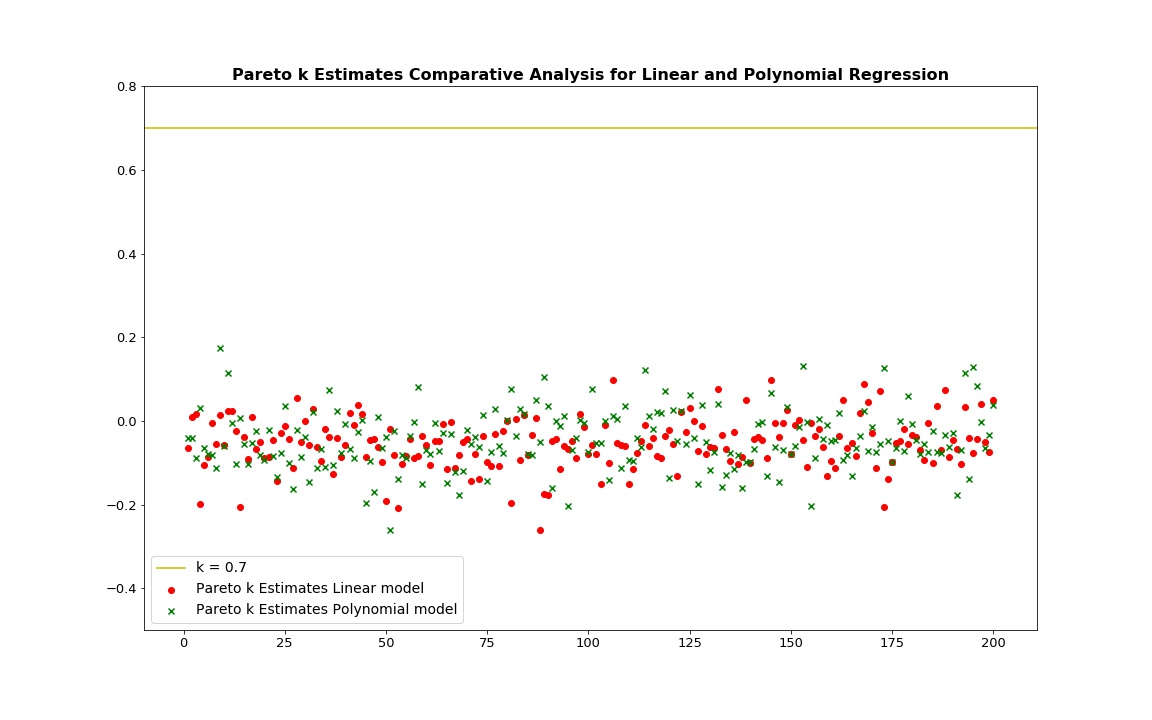 Pareto k Estimates Comparative Analysis for Linear and Polynomial Regression
0.8
0.6
0.4
0.2
0.0
−0.2
−0.4
k = 0.7
Pareto k Estimates Linear model
Pareto k Estimates Polynomial model
0 25 50 75 100 125 150 175 200